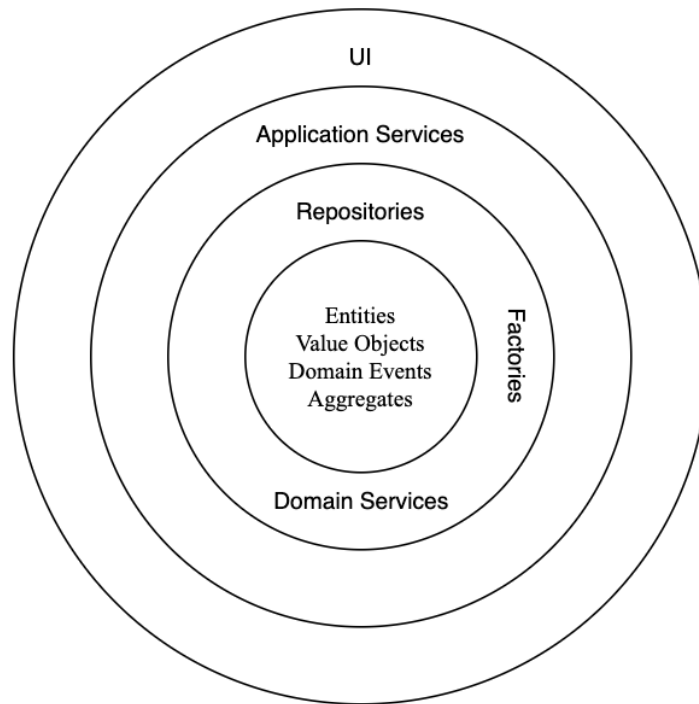 UI
Application Services
Repositories
Entities
Value Objects
Domain Events
Aggregates
Factories
Domain Services